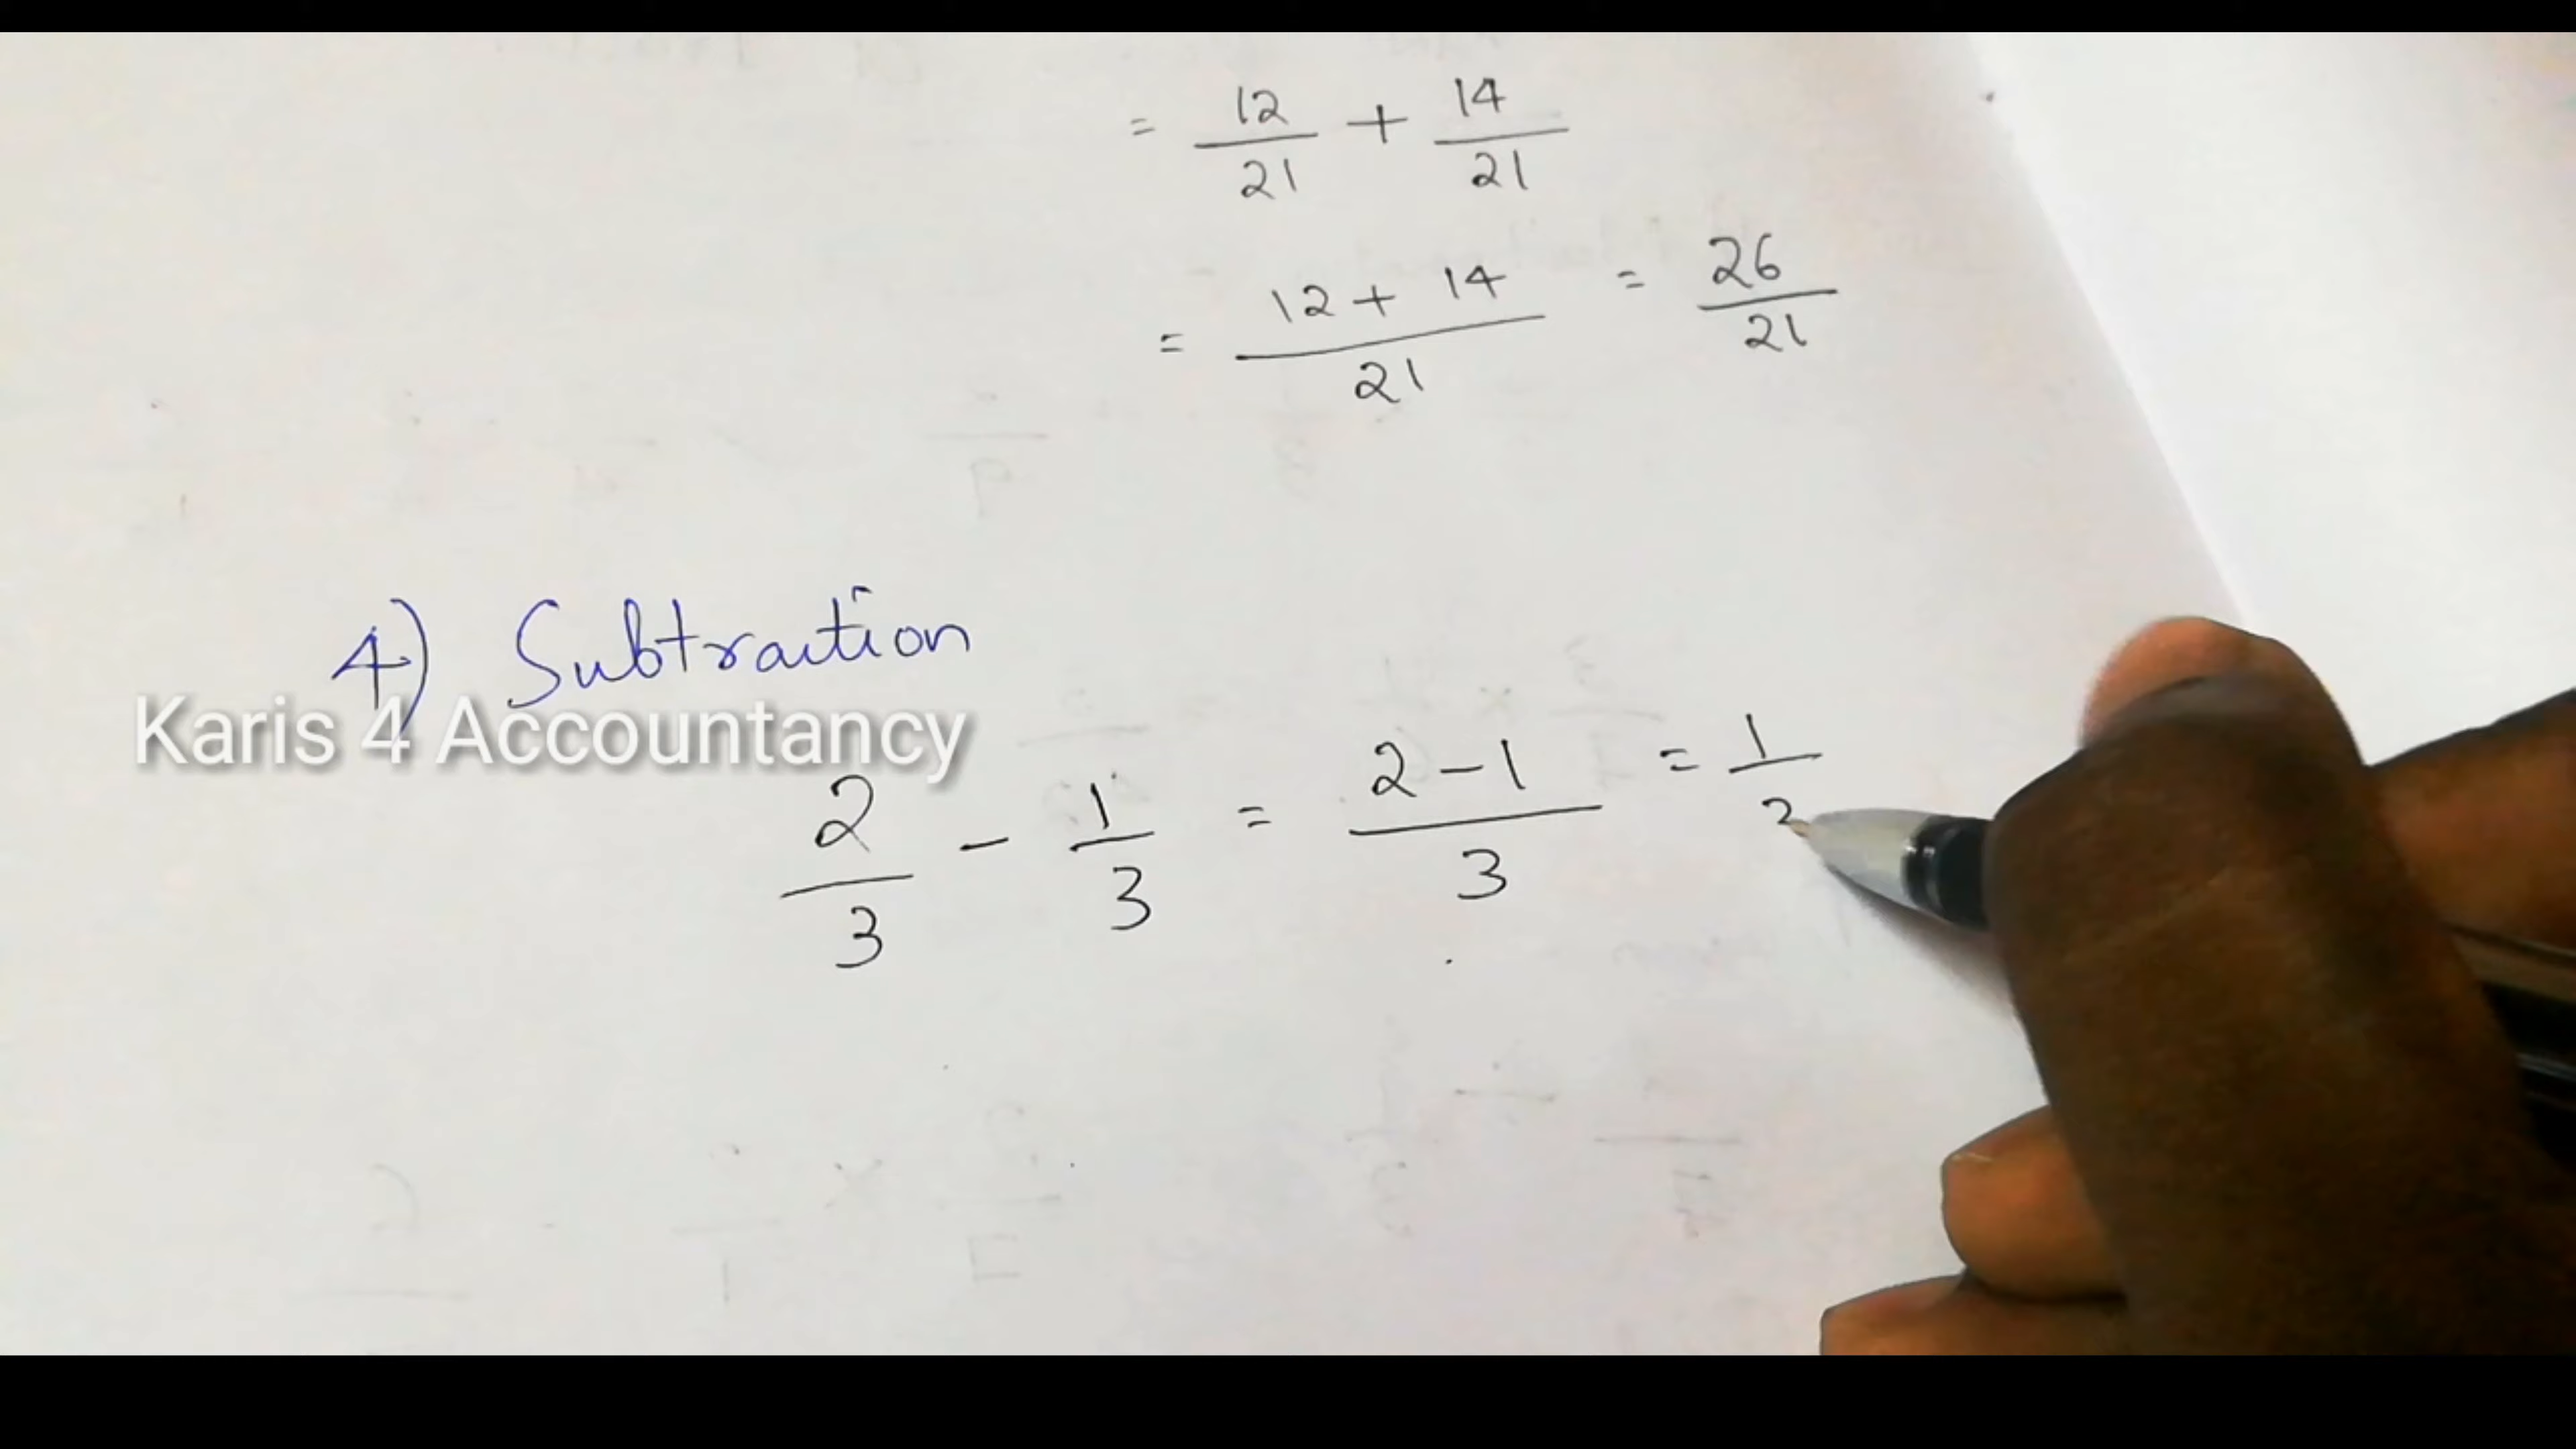 = 12/21 + 14/21
= (12 + 14)/21 = 26/21
4) Subtraction
Karis 4 Accountancy
2/3 - 1/3 = (2-1)/3 = 1/